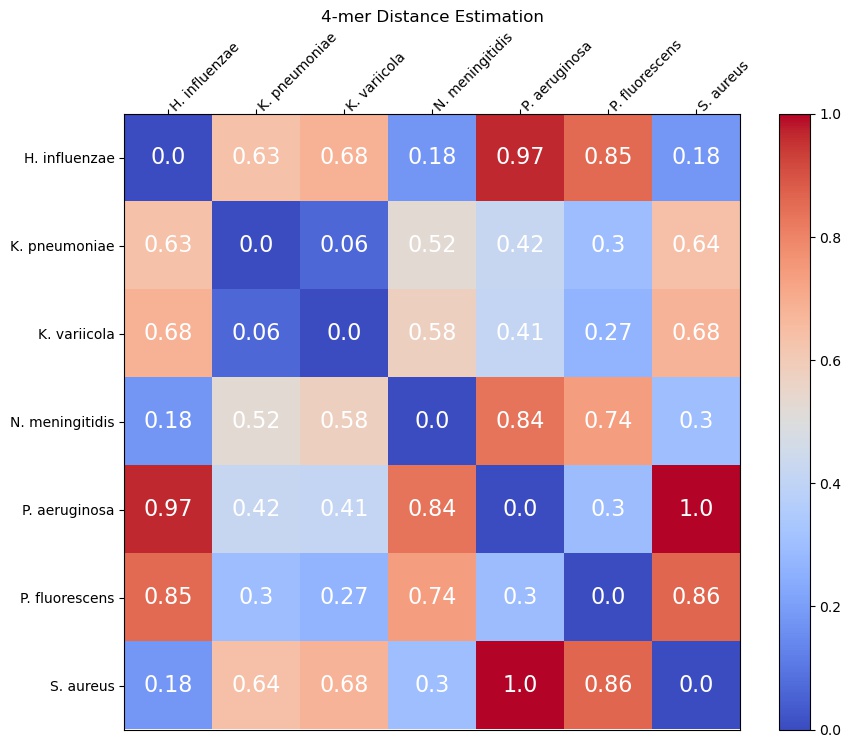 4-mer Distance Estimation
H. influenzae K. pneumoniae K. variicola N. meningitidis P. aeruginosa P. fluorescens S. aureus
H. influenzae 0.0 0.63 0.68 0.18 0.97 0.85 0.18
K. pneumoniae 0.63 0.0 0.06 0.52 0.42 0.3 0.64
K. variicola 0.68 0.06 0.0 0.58 0.41 0.27 0.68
N. meningitidis 0.18 0.52 0.58 0.0 0.84 0.74 0.3
P. aeruginosa 0.97 0.42 0.41 0.84 0.0 0.3 1.0
P. fluorescens 0.85 0.3 0.27 0.74 0.3 0.0 0.86
S. aureus 0.18 0.64 0.68 0.3 1.0 0.86 0.0
1.0
0.8
0.6
0.4
0.2
0.0